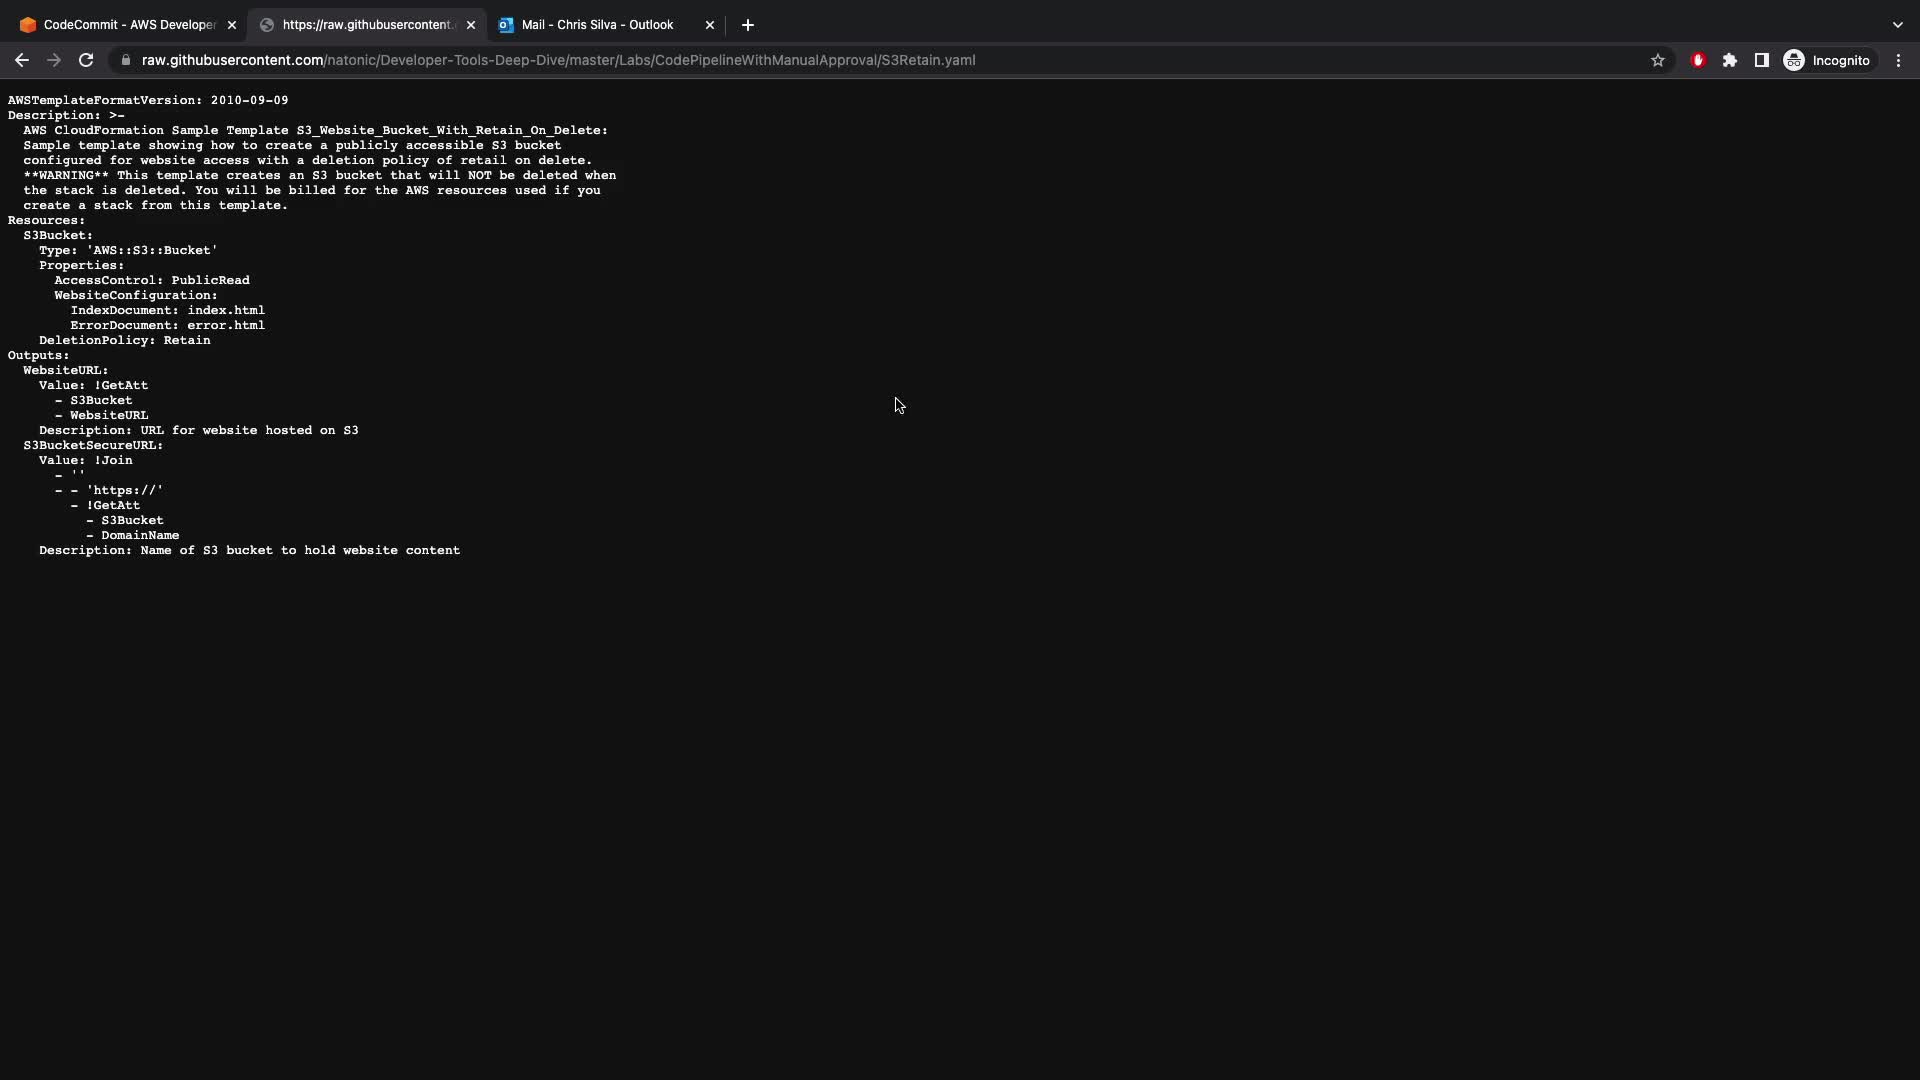 CodeCommit - AWS Developer
https://raw.githubusercontent.
Mail - Chris Silva - Outlook
raw.githubusercontent.com/natonic/Developer-Tools-Deep-Dive/master/Labs/CodePipelineWithManualApproval/S3Retain.yaml
Incognito
AWSTemplateFormatVersion: 2010-09-09
Description: >-
  AWS CloudFormation Sample Template S3_Website_Bucket_With_Retain_On_Delete:
  Sample template showing how to create a publicly accessible S3 bucket
  configured for website access with a deletion policy of retail on delete.
  **WARNING** This template creates an S3 bucket that will NOT be deleted when
  the stack is deleted. You will be billed for the AWS resources used if you
  create a stack from this template.
Resources:
  S3Bucket:
    Type: 'AWS::S3::Bucket'
    Properties:
      AccessControl: PublicRead
      WebsiteConfiguration:
        IndexDocument: index.html
        ErrorDocument: error.html
    DeletionPolicy: Retain
Outputs:
  WebsiteURL:
    Value: !GetAtt
      - S3Bucket
      - WebsiteURL
    Description: URL for website hosted on S3
  S3BucketSecureURL:
    Value: !Join
      - ''
      - - 'https://'
        - !GetAtt
          - S3Bucket
          - DomainName
    Description: Name of S3 bucket to hold website content